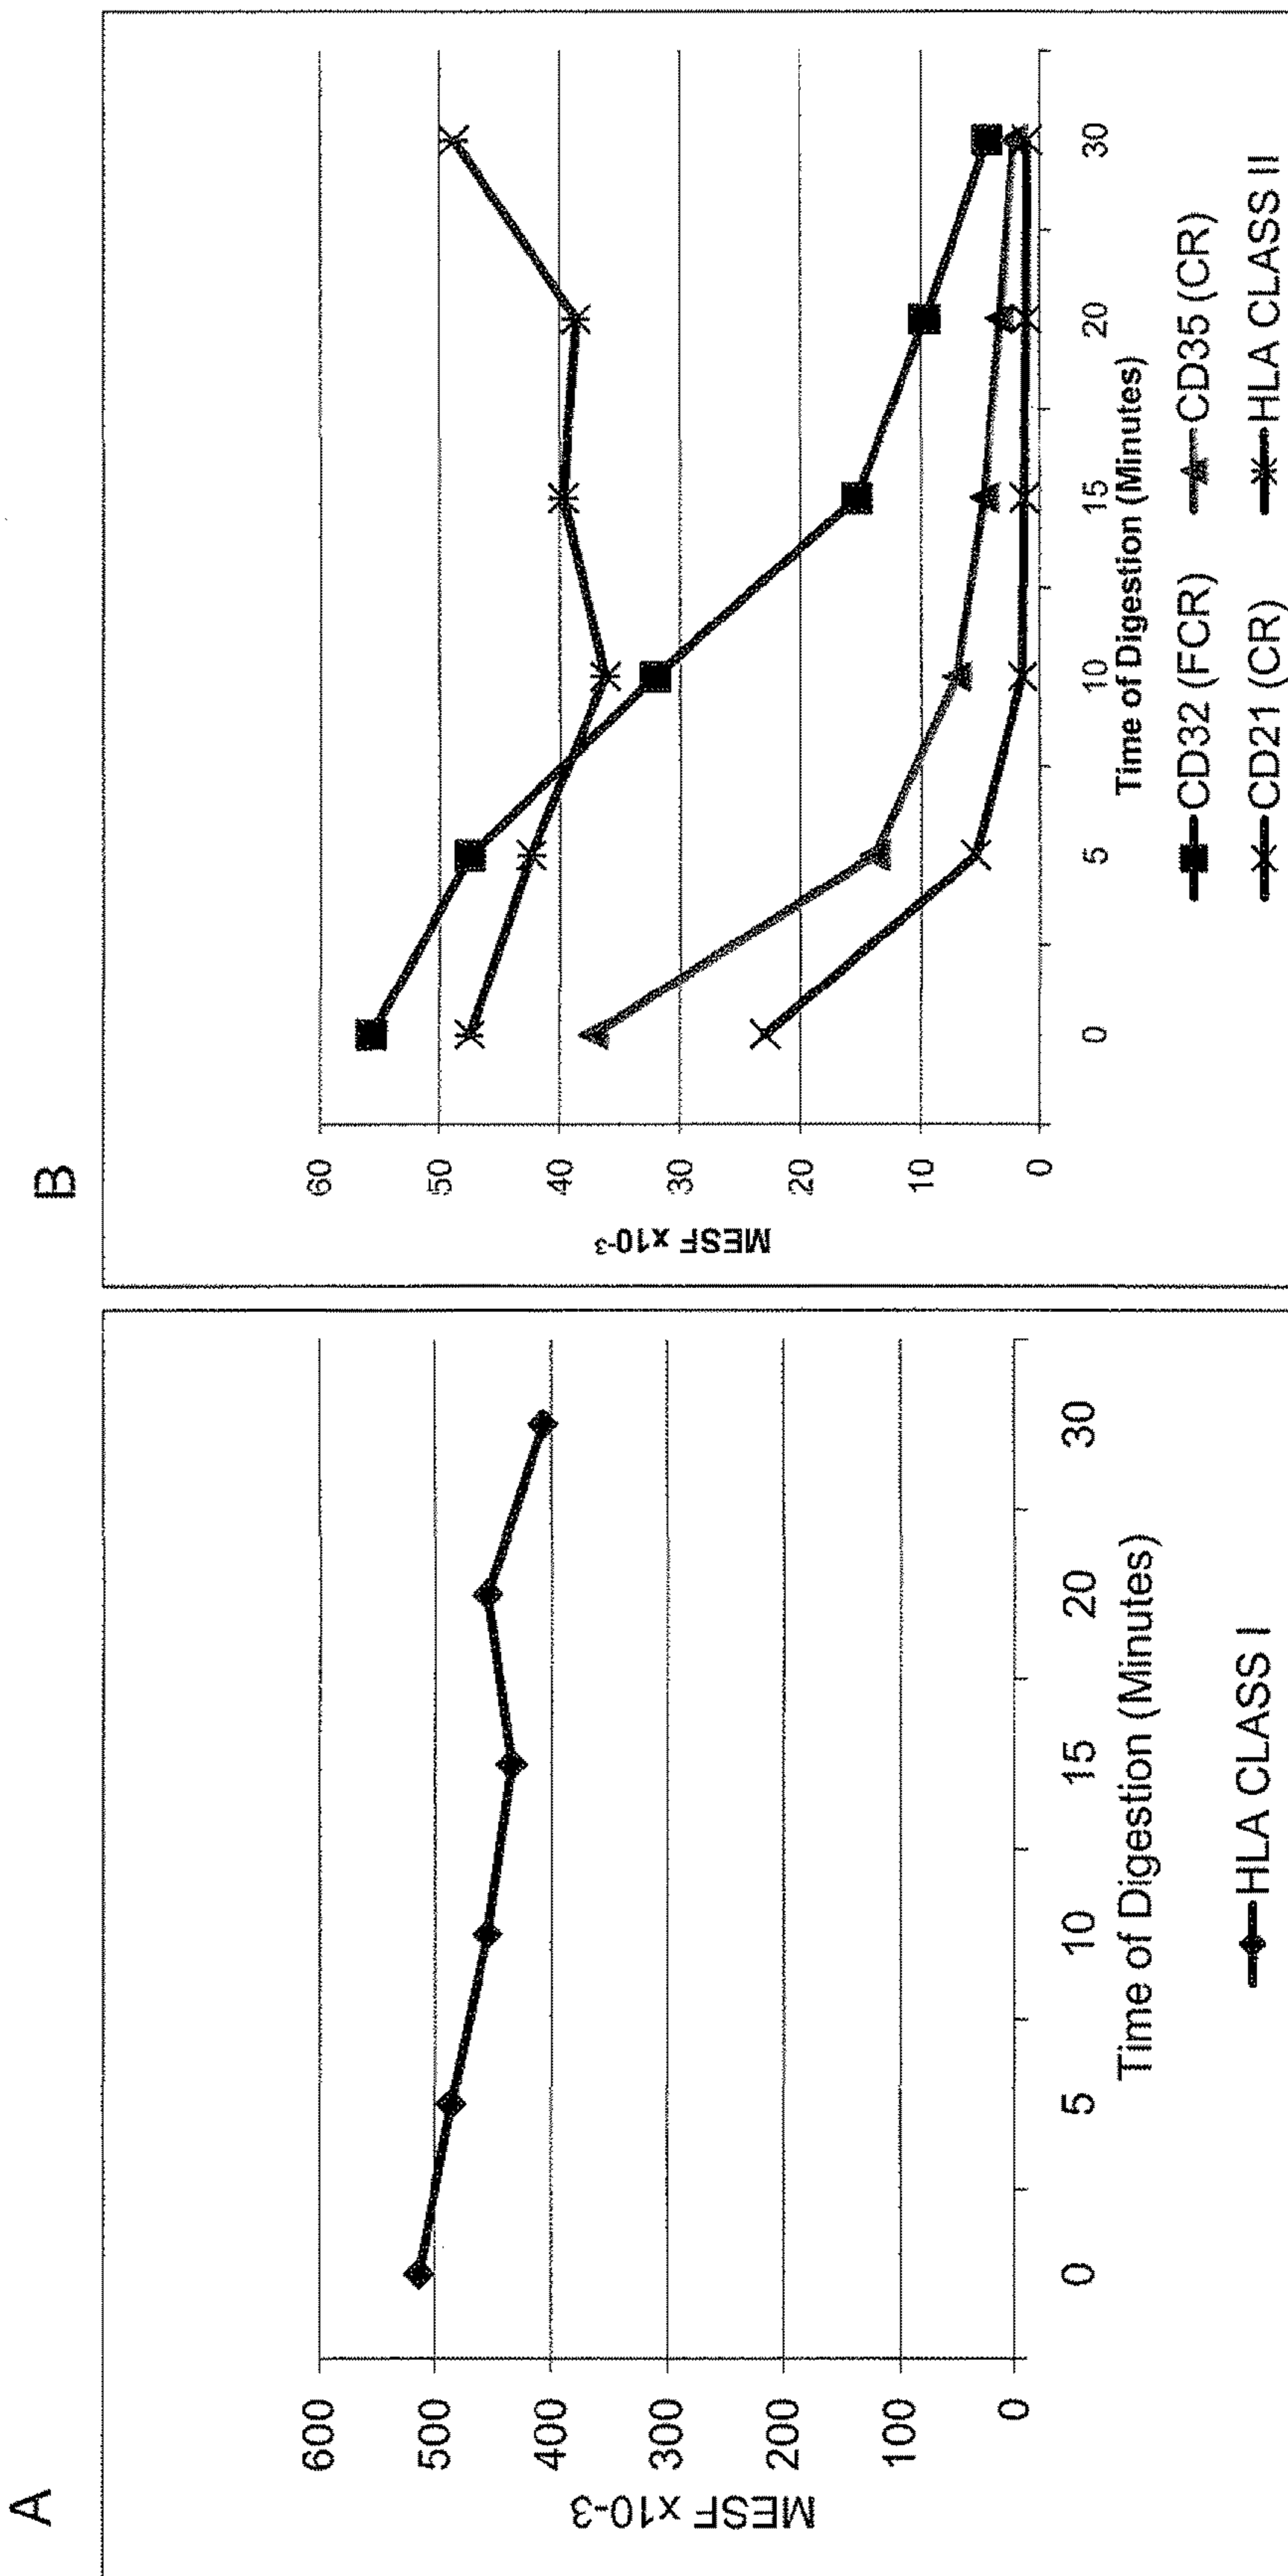 A
600
500
400
300
200
100
0
MESF x10-3
0 5 10 15 20 30
Time of Digestion (Minutes)
HLA CLASS I
B
60
50
40
30
20
10
0
MESF x10-3
0 5 10 15 20 30
Time of Digestion (Minutes)
CD32 (FCR) CD35 (CR)
CD21 (CR) HLA CLASS II